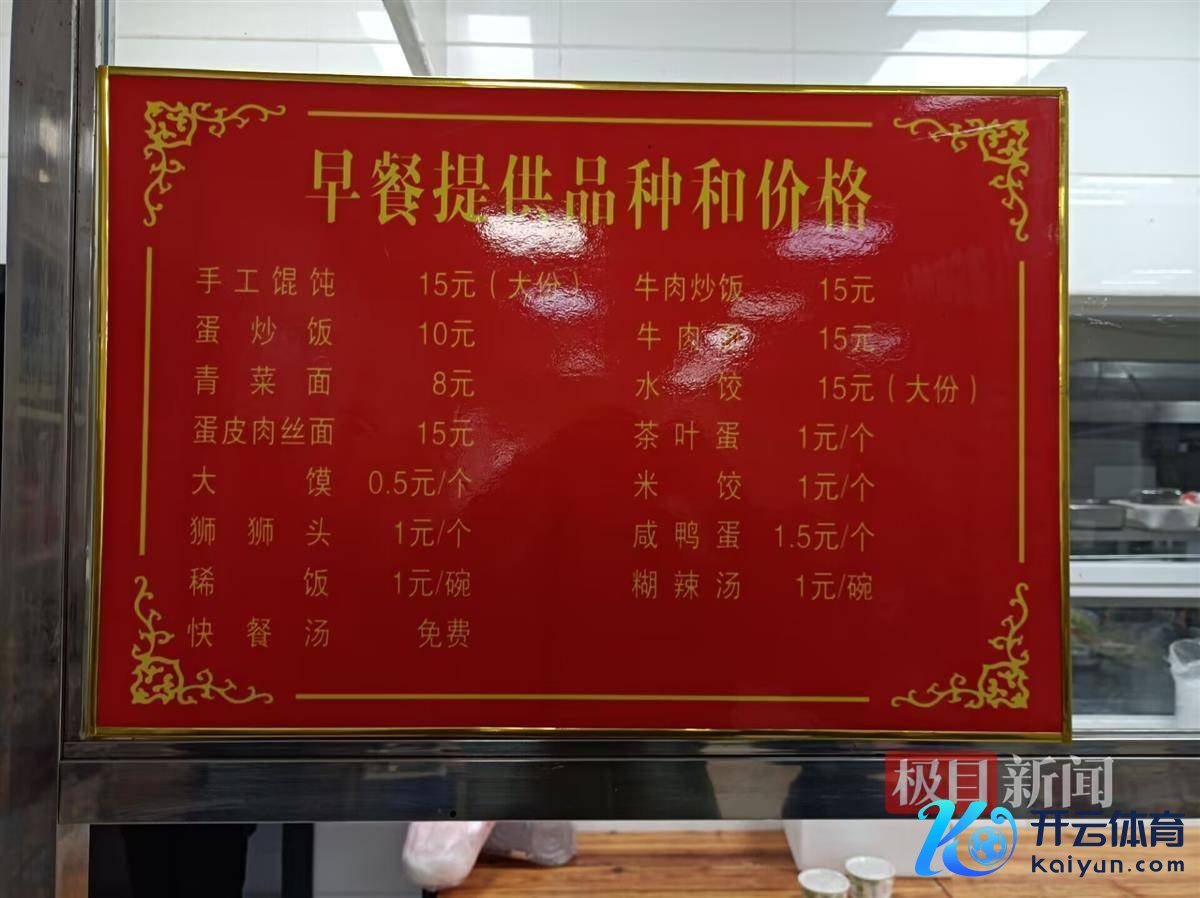 早餐提供品种和价格
手工馄饨 15元（大份） 牛肉炒饭 15元
蛋炒饭 10元 牛肉面 15元
青菜面 8元 水饺 15元（大份）
蛋皮肉丝面 15元 茶叶蛋 1元/个
大馍 0.5元/个 米饺 1元/个
狮狮头 1元/个 咸鸭蛋 1.5元/个
稀饭 1元/碗 糊辣汤 1元/碗
快餐汤 免费
极目新闻
开云体育
kaiyun.com